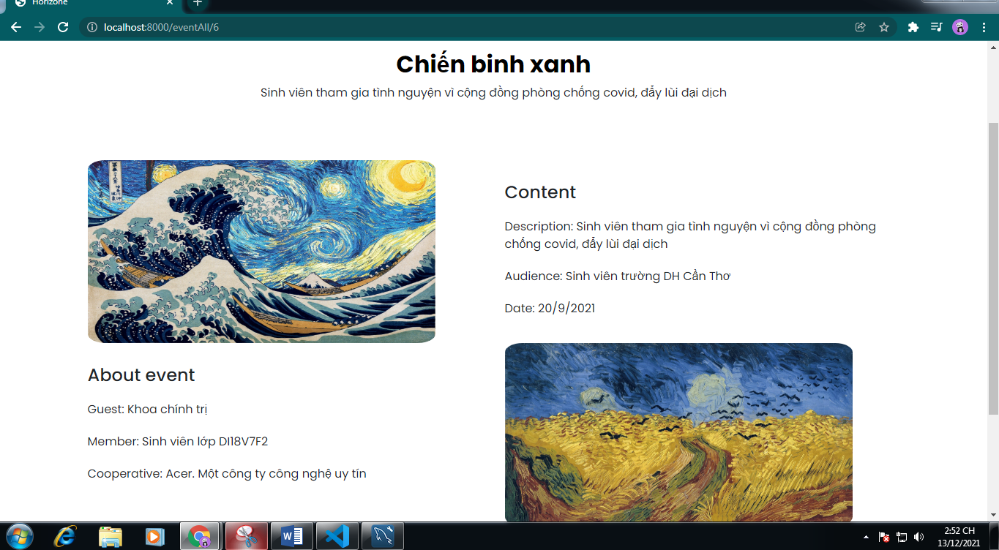 Horizone
localhost:8000/eventAll/6
Chiến binh xanh
Sinh viên tham gia tình nguyện vì cộng đồng phòng chống covid, đẩy lùi đại dịch
Content
Description: Sinh viên tham gia tình nguyện vì cộng đồng phòng
chống covid, đẩy lùi đại dịch
Audience: Sinh viên trường DH Cần Thơ
Date: 20/9/2021
About event
Guest: Khoa chính trị
Member: Sinh viên lớp DI18V7F2
Cooperative: Acer. Một công ty công nghệ uy tín
2:52 CH
13/12/2021